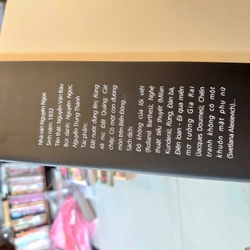 Nhà văn Nguyên Ngọc
Sinh năm: 1932
Tên thật: Nguyễn Văn Báu
Bút danh: Nguyên Ngọc,
Nguyễn Trung Thành
Tác phẩm:
Đất nước đứng lên; Rừng
xà nu; Đất Quảng; Cát
cháy; Có một con đường
mòn trên Biển Đông...
Sách dịch:
Độ không của lối viết
(Rolland Barthes); Nghệ
thuật tiểu thuyết (Milan
Kundera); Rừng, Đàn bà,
Điên loạn - Đi qua miền
mơ tưởng Gia Rai
(Jacques Dournes); Chiến
tranh không có một
khuôn mặt phụ nữ
(Svetlana Alexievich)...